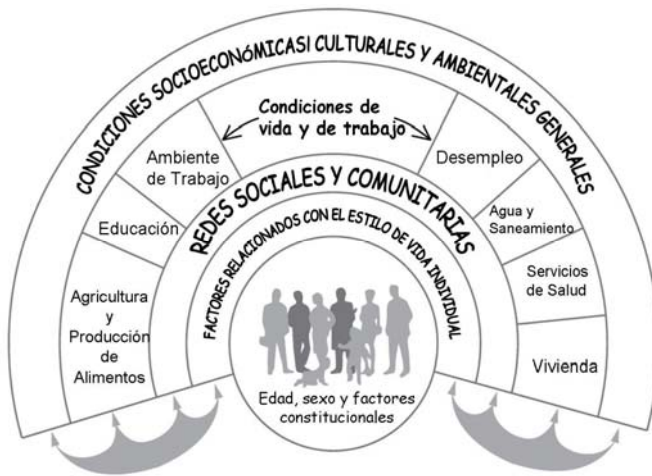 CONDICIONES SOCIOECONÓMICAS| CULTURALES Y AMBIENTALES GENERALES
Condiciones de
vida y de trabajo
Ambiente
de Trabajo
Desempleo
REDES SOCIALES Y COMUNITARIAS
Educación
Agua y
Saneamiento
FACTORES RELACIONADOS CON EL ESTILO DE VIDA INDIVIDUAL
Servicios
de Salud
Agricultura
y
Producción
de
Alimentos
Vivienda
Edad, sexo y factores
constitucionales